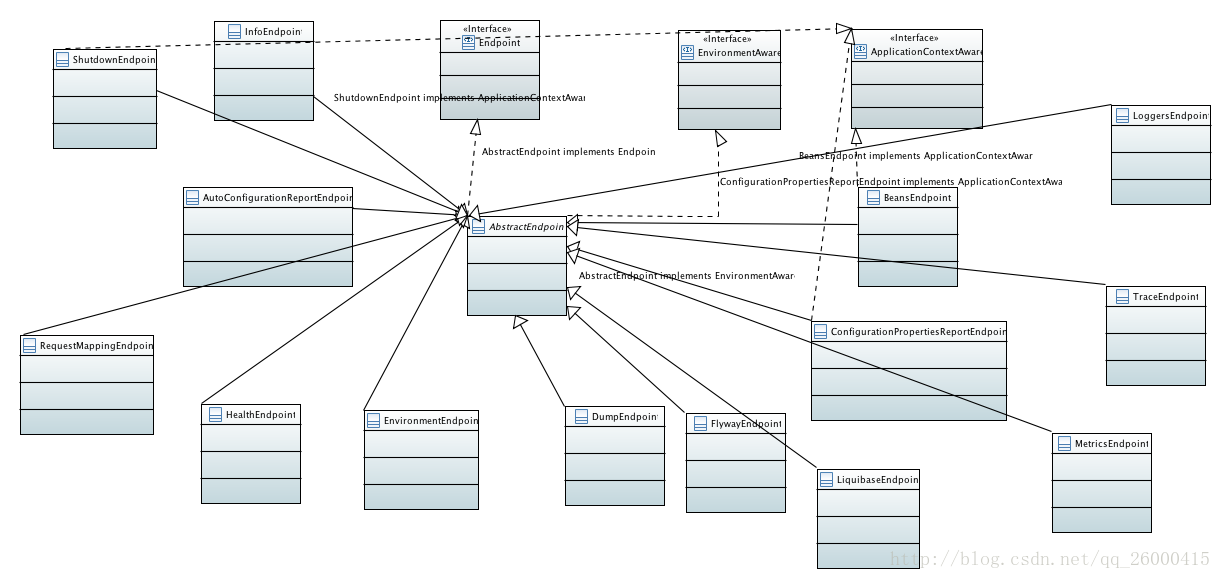 InfoEndpoint
«Interface»
Endpoint
«Interface»
EnvironmentAware
«Interface»
ApplicationContextAware
ShutdownEndpoint
ShutdownEndpoint implements ApplicationContextAwar
LoggersEndpoint
AbstractEndpoint implements Endpoin
BeansEndpoint implements ApplicationContextAwar
ConfigurationPropertiesReportEndpoint implements ApplicationContextAwa
AutoConfigurationReportEndpoint
BeansEndpoint
AbstractEndpoint
AbstractEndpoint implements EnvironmentAware
TraceEndpoint
ConfigurationPropertiesReportEndpoint
RequestMappingEndpoint
HealthEndpoint
EnvironmentEndpoint
DumpEndpoint
FlywayEndpoint
MetricsEndpoint
LiquibaseEndpoint
http://blog.csdn.net/qq_26000415